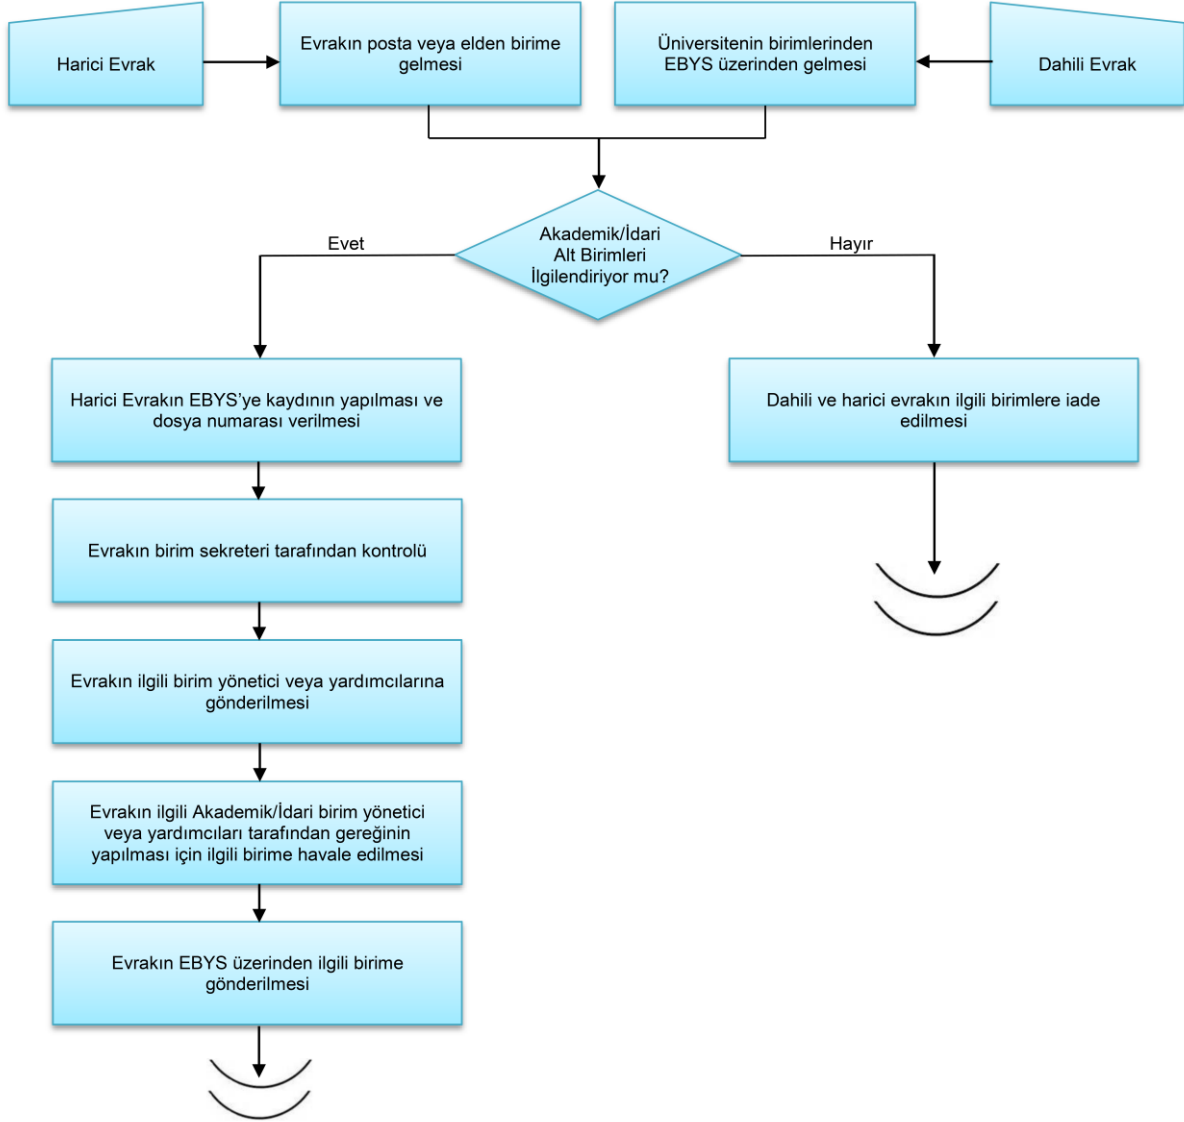 Harici Evrak
Evrakın posta veya elden birime
gelmesi
Üniversitenin birimlerinden
EBYS üzerinden gelmesi
Dahili Evrak
Akademik/İdari
Alt Birimleri
İlgilendiriyor mu?
Evet
Hayır
Harici Evrakın EBYS’ye kaydının yapılması ve
dosya numarası verilmesi
Dahili ve harici evrakın ilgili birimlere iade
edilmesi
Evrakın birim sekreteri tarafından kontrolü
Evrakın ilgili birim yönetici veya yardımcılarına
gönderilmesi
Evrakın ilgili Akademik/İdari birim yönetici
veya yardımcıları tarafından gereğinin
yapılması için ilgili birime havale edilmesi
Evrakın EBYS üzerinden ilgili birime
gönderilmesi